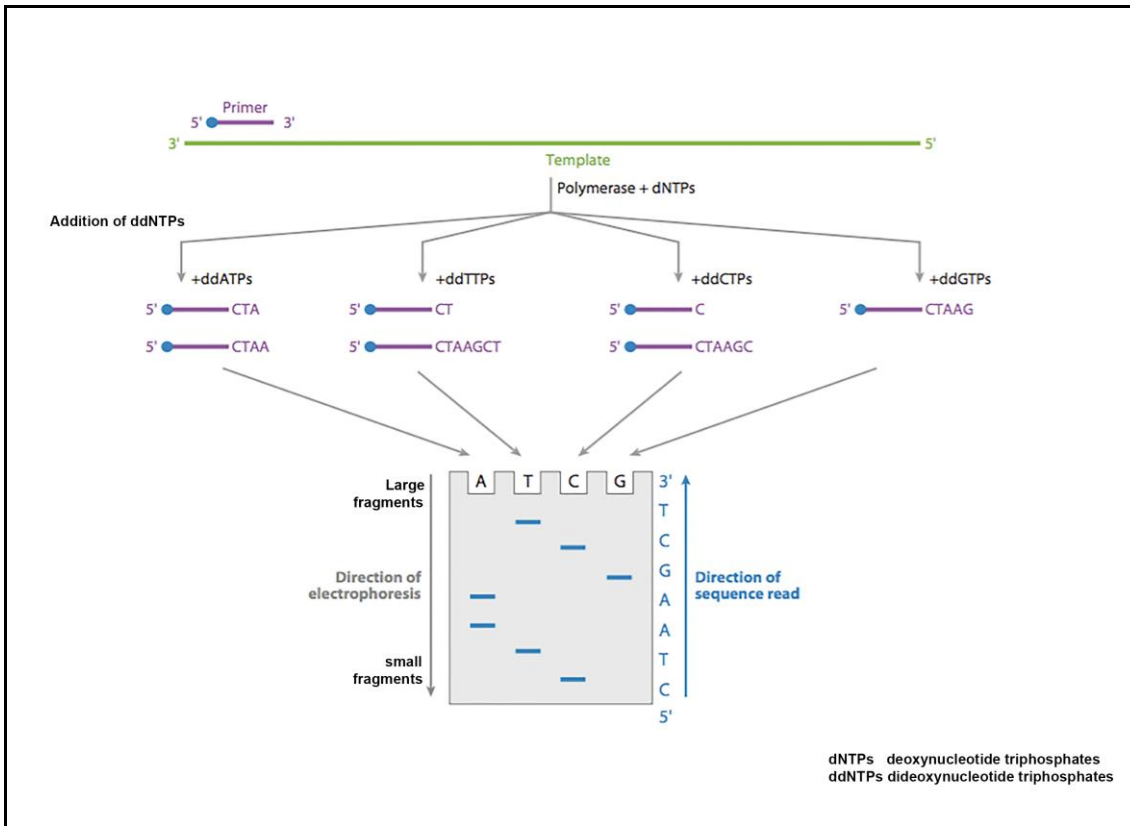 Primer
5' 3'
3' 5'
Template
Polymerase + dNTPs
Addition of ddNTPs
+ddATPs +ddTTPs +ddCTPs +ddGTPs
5' CTA 5' CT 5' C 5' CTAAG
5' CTAA 5' CTAAGCT 5' CTAAGC
A T C G 3'
Large
fragments
T
C
G
A
A
T
C
5'
Direction of
electrophoresis
Direction of
sequence read
small
fragments
dNTPs deoxynucleotide triphosphates
ddNTPs dideoxynucleotide triphosphates